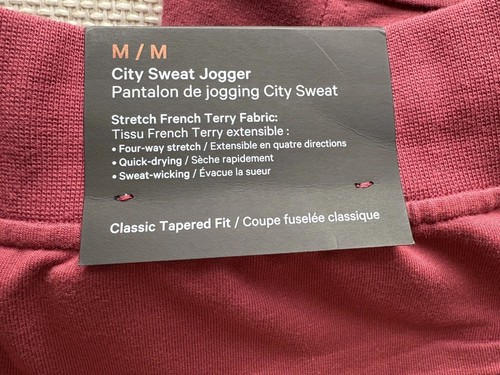 M / M
City Sweat Jogger
Pantalon de jogging City Sweat
Stretch French Terry Fabric:
Tissu French Terry extensible :
• Four-way stretch / Extensible en quatre directions
• Quick-drying / Sèche rapidement
• Sweat-wicking / Évacue la sueur
Classic Tapered Fit / Coupe fuselée classique